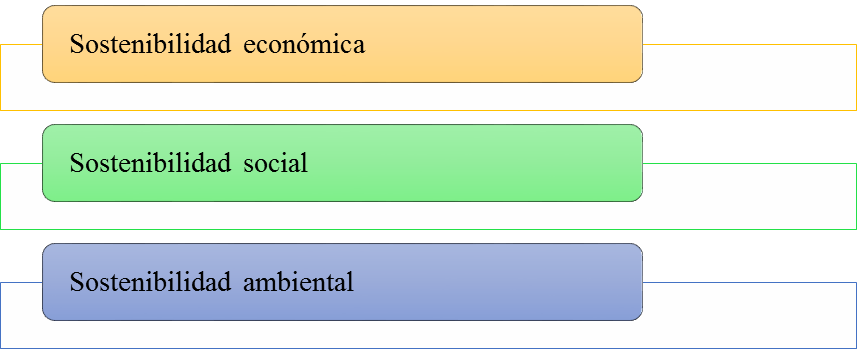 Sostenibilidad económica
Sostenibilidad social
Sostenibilidad ambiental